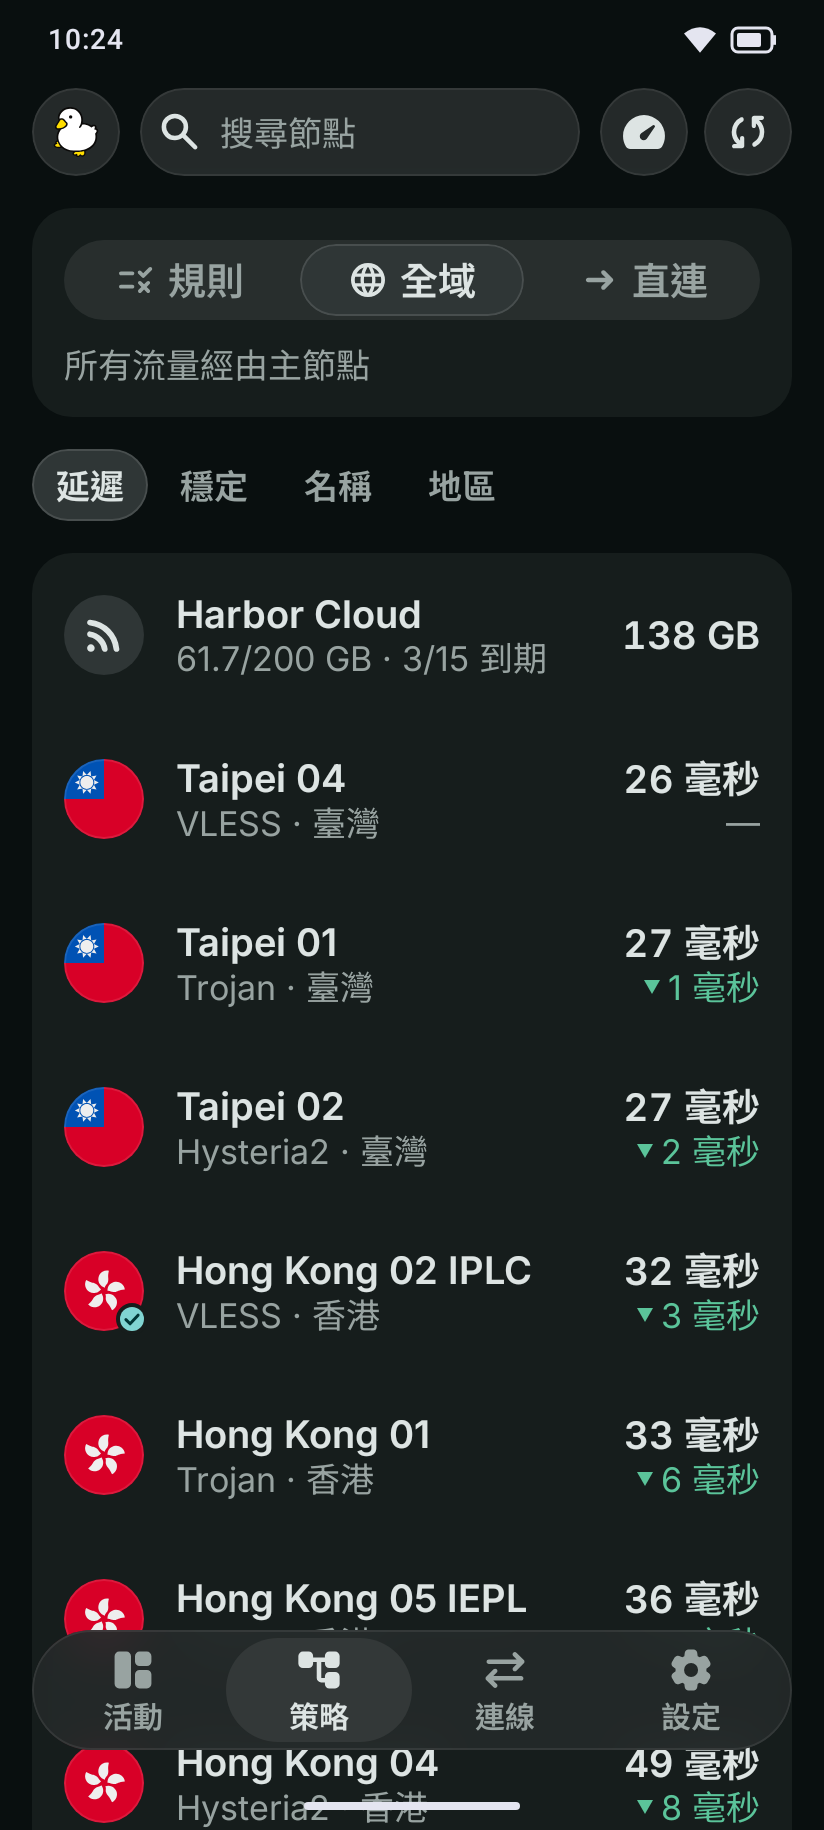 10:24
搜尋節點
規則
全域
直連
所有流量經由主節點
延遲
穩定
名稱
地區
Harbor Cloud
138 GB
61.7/200 GB · 3/15 到期
Taipei 04
26 毫秒
VLESS · 臺灣
—
Taipei 01
27 毫秒
Trojan · 臺灣
▼1 毫秒
Taipei 02
27 毫秒
Hysteria2 · 臺灣
▼2 毫秒
Hong Kong 02 IPLC
32 毫秒
VLESS · 香港
▼3 毫秒
Hong Kong 01
33 毫秒
Trojan · 香港
▼6 毫秒
Hong Kong 05 IEPL
36 毫秒
活動
策略
連線
設定
Hong Kong 04
49 毫秒
Hysteria2 · 香港
▼8 毫秒